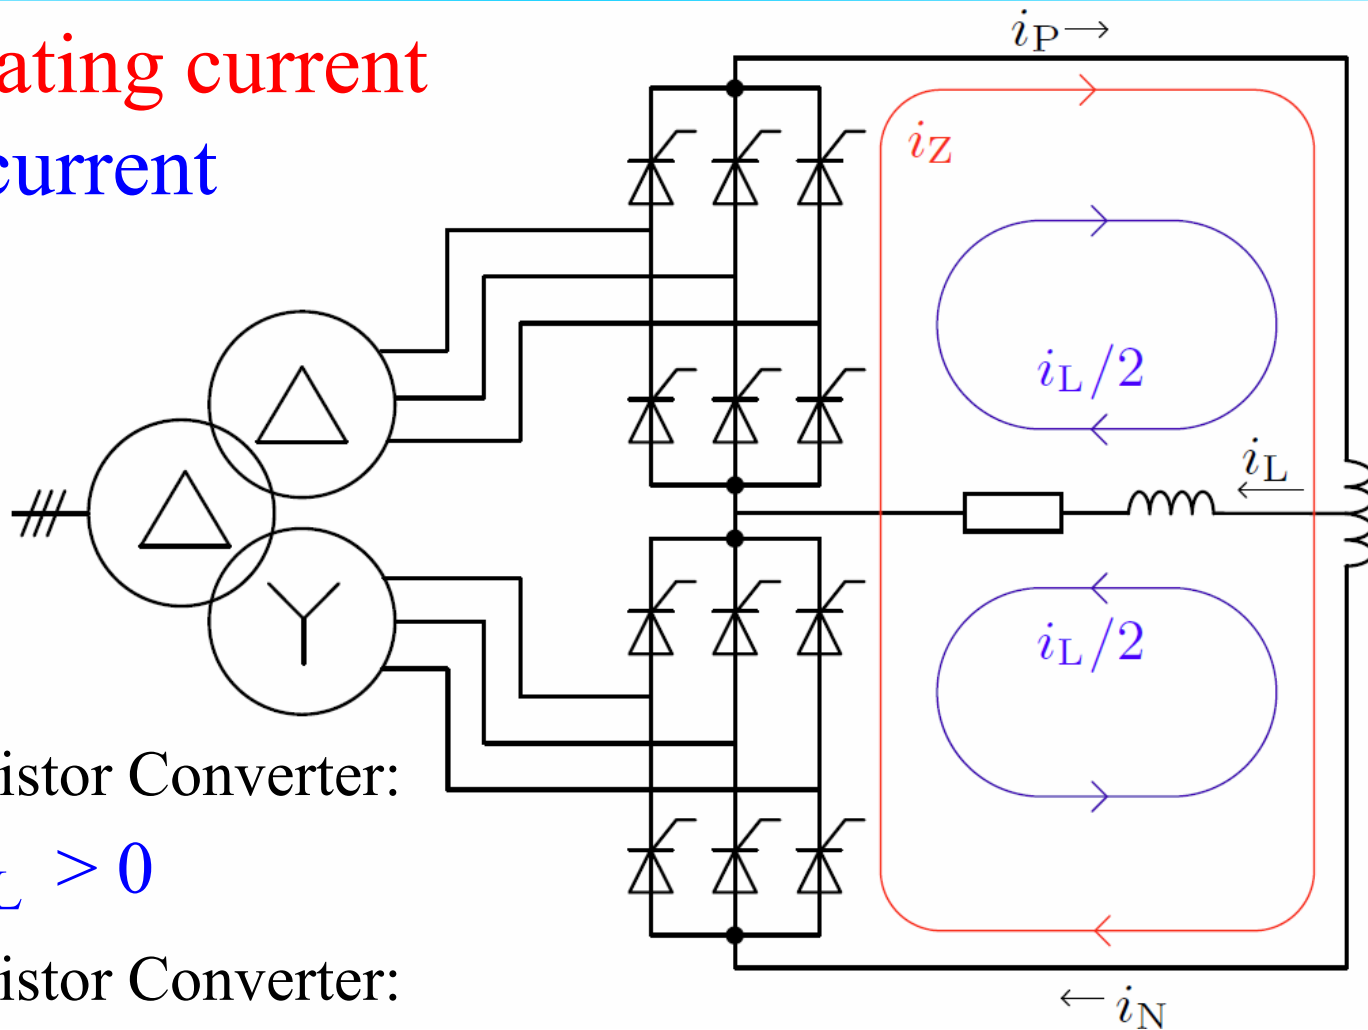 ating current
current
iP→
iZ
iL/2
iL
←
iL/2
istor Converter:
L > 0
istor Converter:
← iN